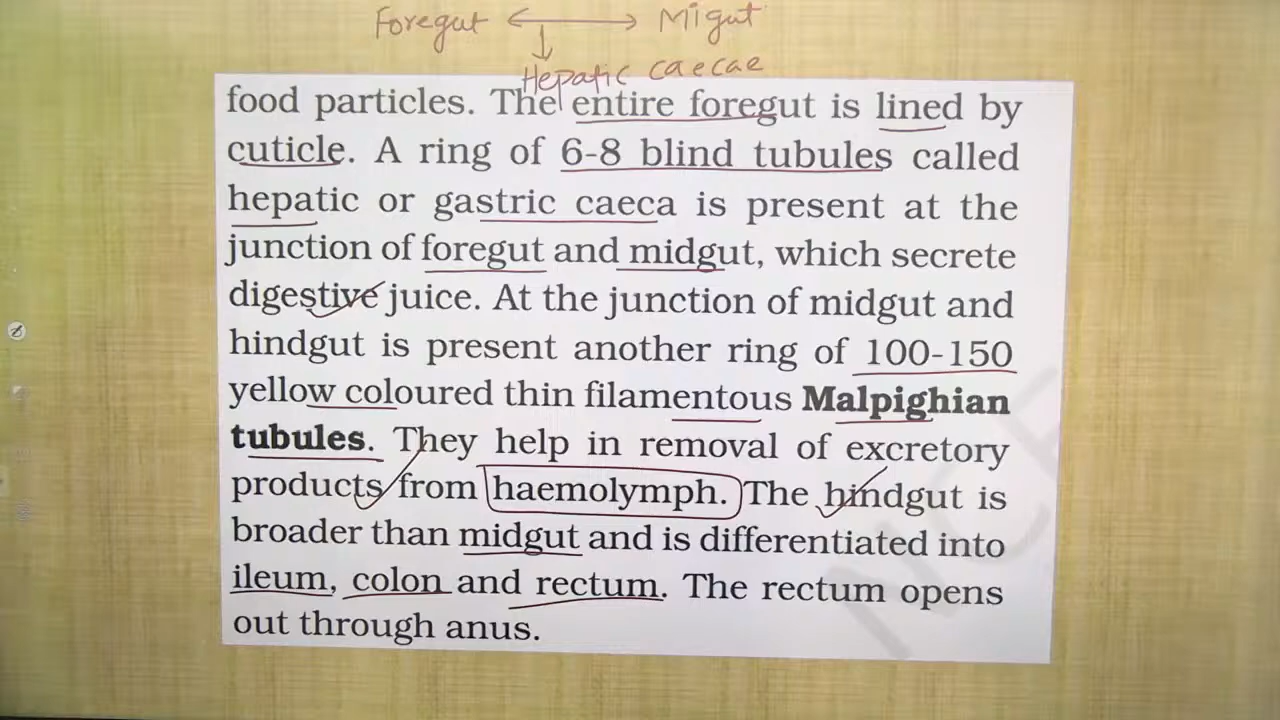 Foregut ⟷ Migut
↓
Hepatic caecae
food particles. The entire foregut is lined by
cuticle. A ring of 6-8 blind tubules called
hepatic or gastric caeca is present at the
junction of foregut and midgut, which secrete
digestive juice. At the junction of midgut and
hindgut is present another ring of 100-150
yellow coloured thin filamentous Malpighian
tubules. They help in removal of excretory
products from haemolymph. The hindgut is
broader than midgut and is differentiated into
ileum, colon and rectum. The rectum opens
out through anus.